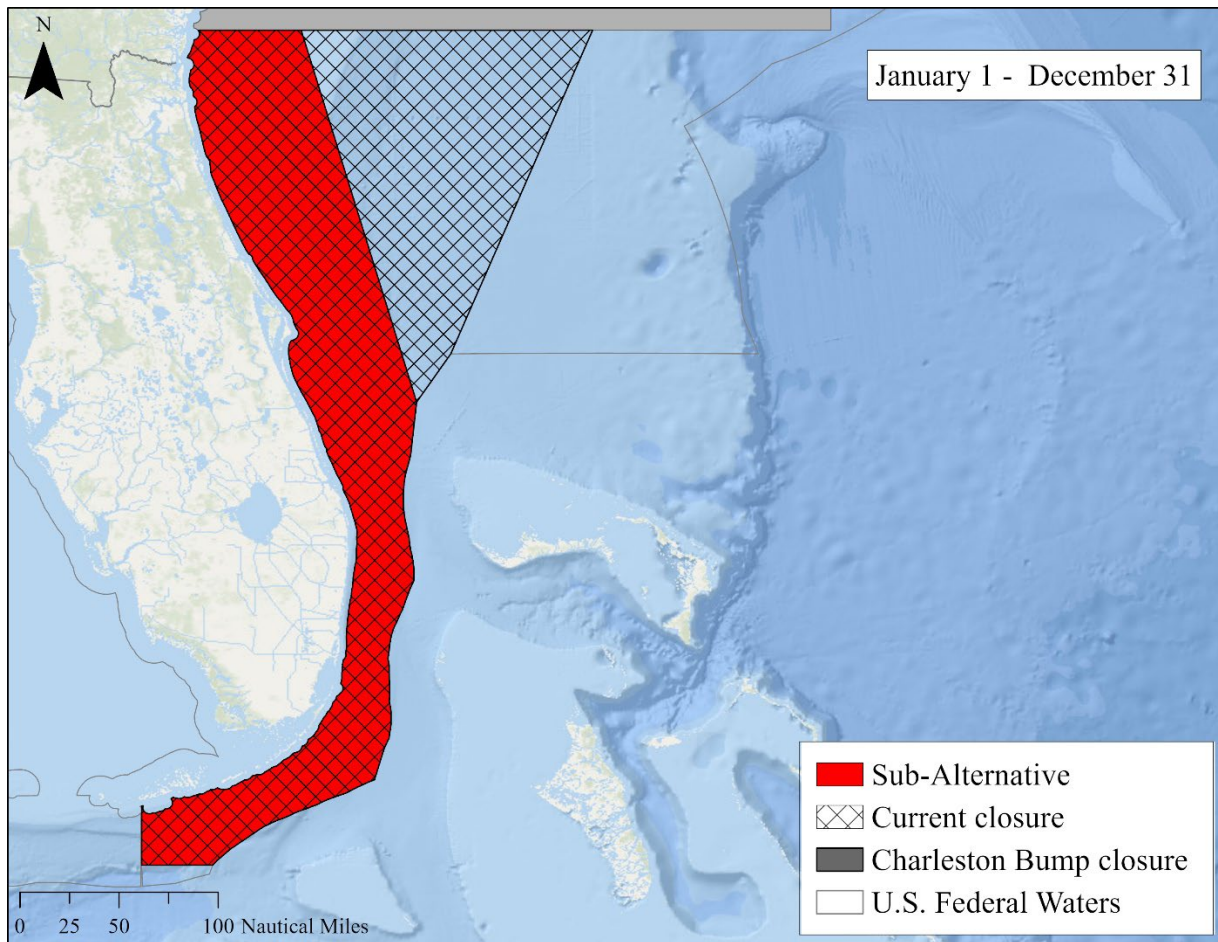 N
January 1 - December 31
Sub-Alternative
Current closure
Charleston Bump closure
U.S. Federal Waters
0 25 50 100 Nautical Miles